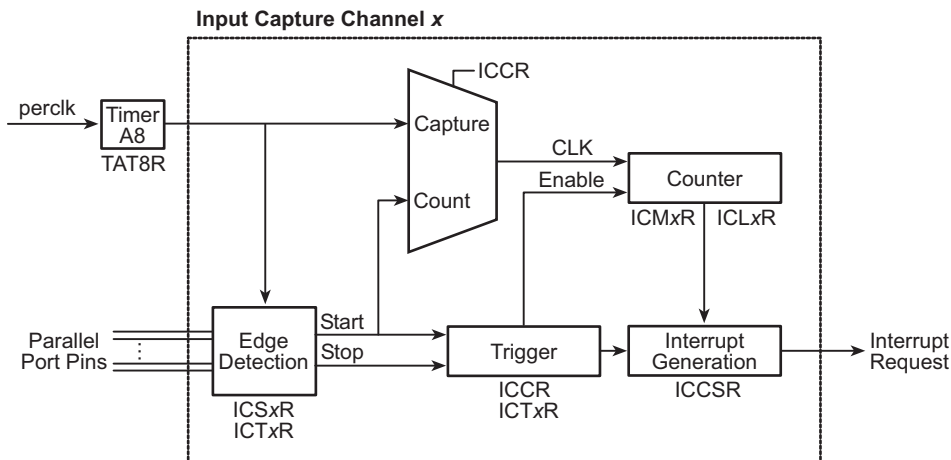 Input Capture Channel x
ICCR
perclk
Timer
A8
TAT8R
Capture
CLK
Enable
Counter
Count
ICMxR
ICLxR
Parallel
Port Pins
Edge
Detection
Start
Stop
Trigger
Interrupt
Generation
Interrupt
Request
ICSxR
ICTxR
ICCR
ICTxR
ICCSR